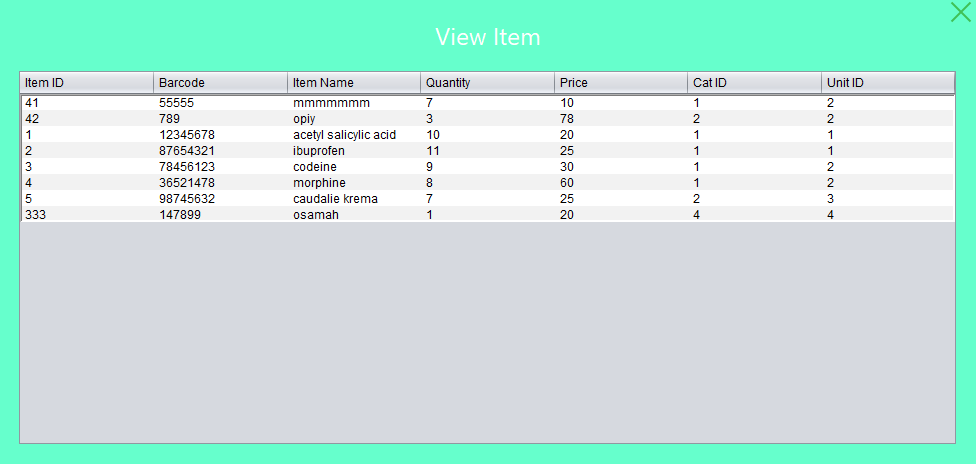 View Item
Item ID Barcode Item Name Quantity Price Cat ID Unit ID
41 55555 mmmmmmm 7 10 1 2
42 789 opiy 3 78 2 2
1 12345678 acetyl salicylic acid 10 20 1 1
2 87654321 ibuprofen 11 25 1 1
3 78456123 codeine 9 30 1 2
4 36521478 morphine 8 60 1 2
5 98745632 caudalie krema 7 25 2 3
333 147899 osamah 1 20 4 4